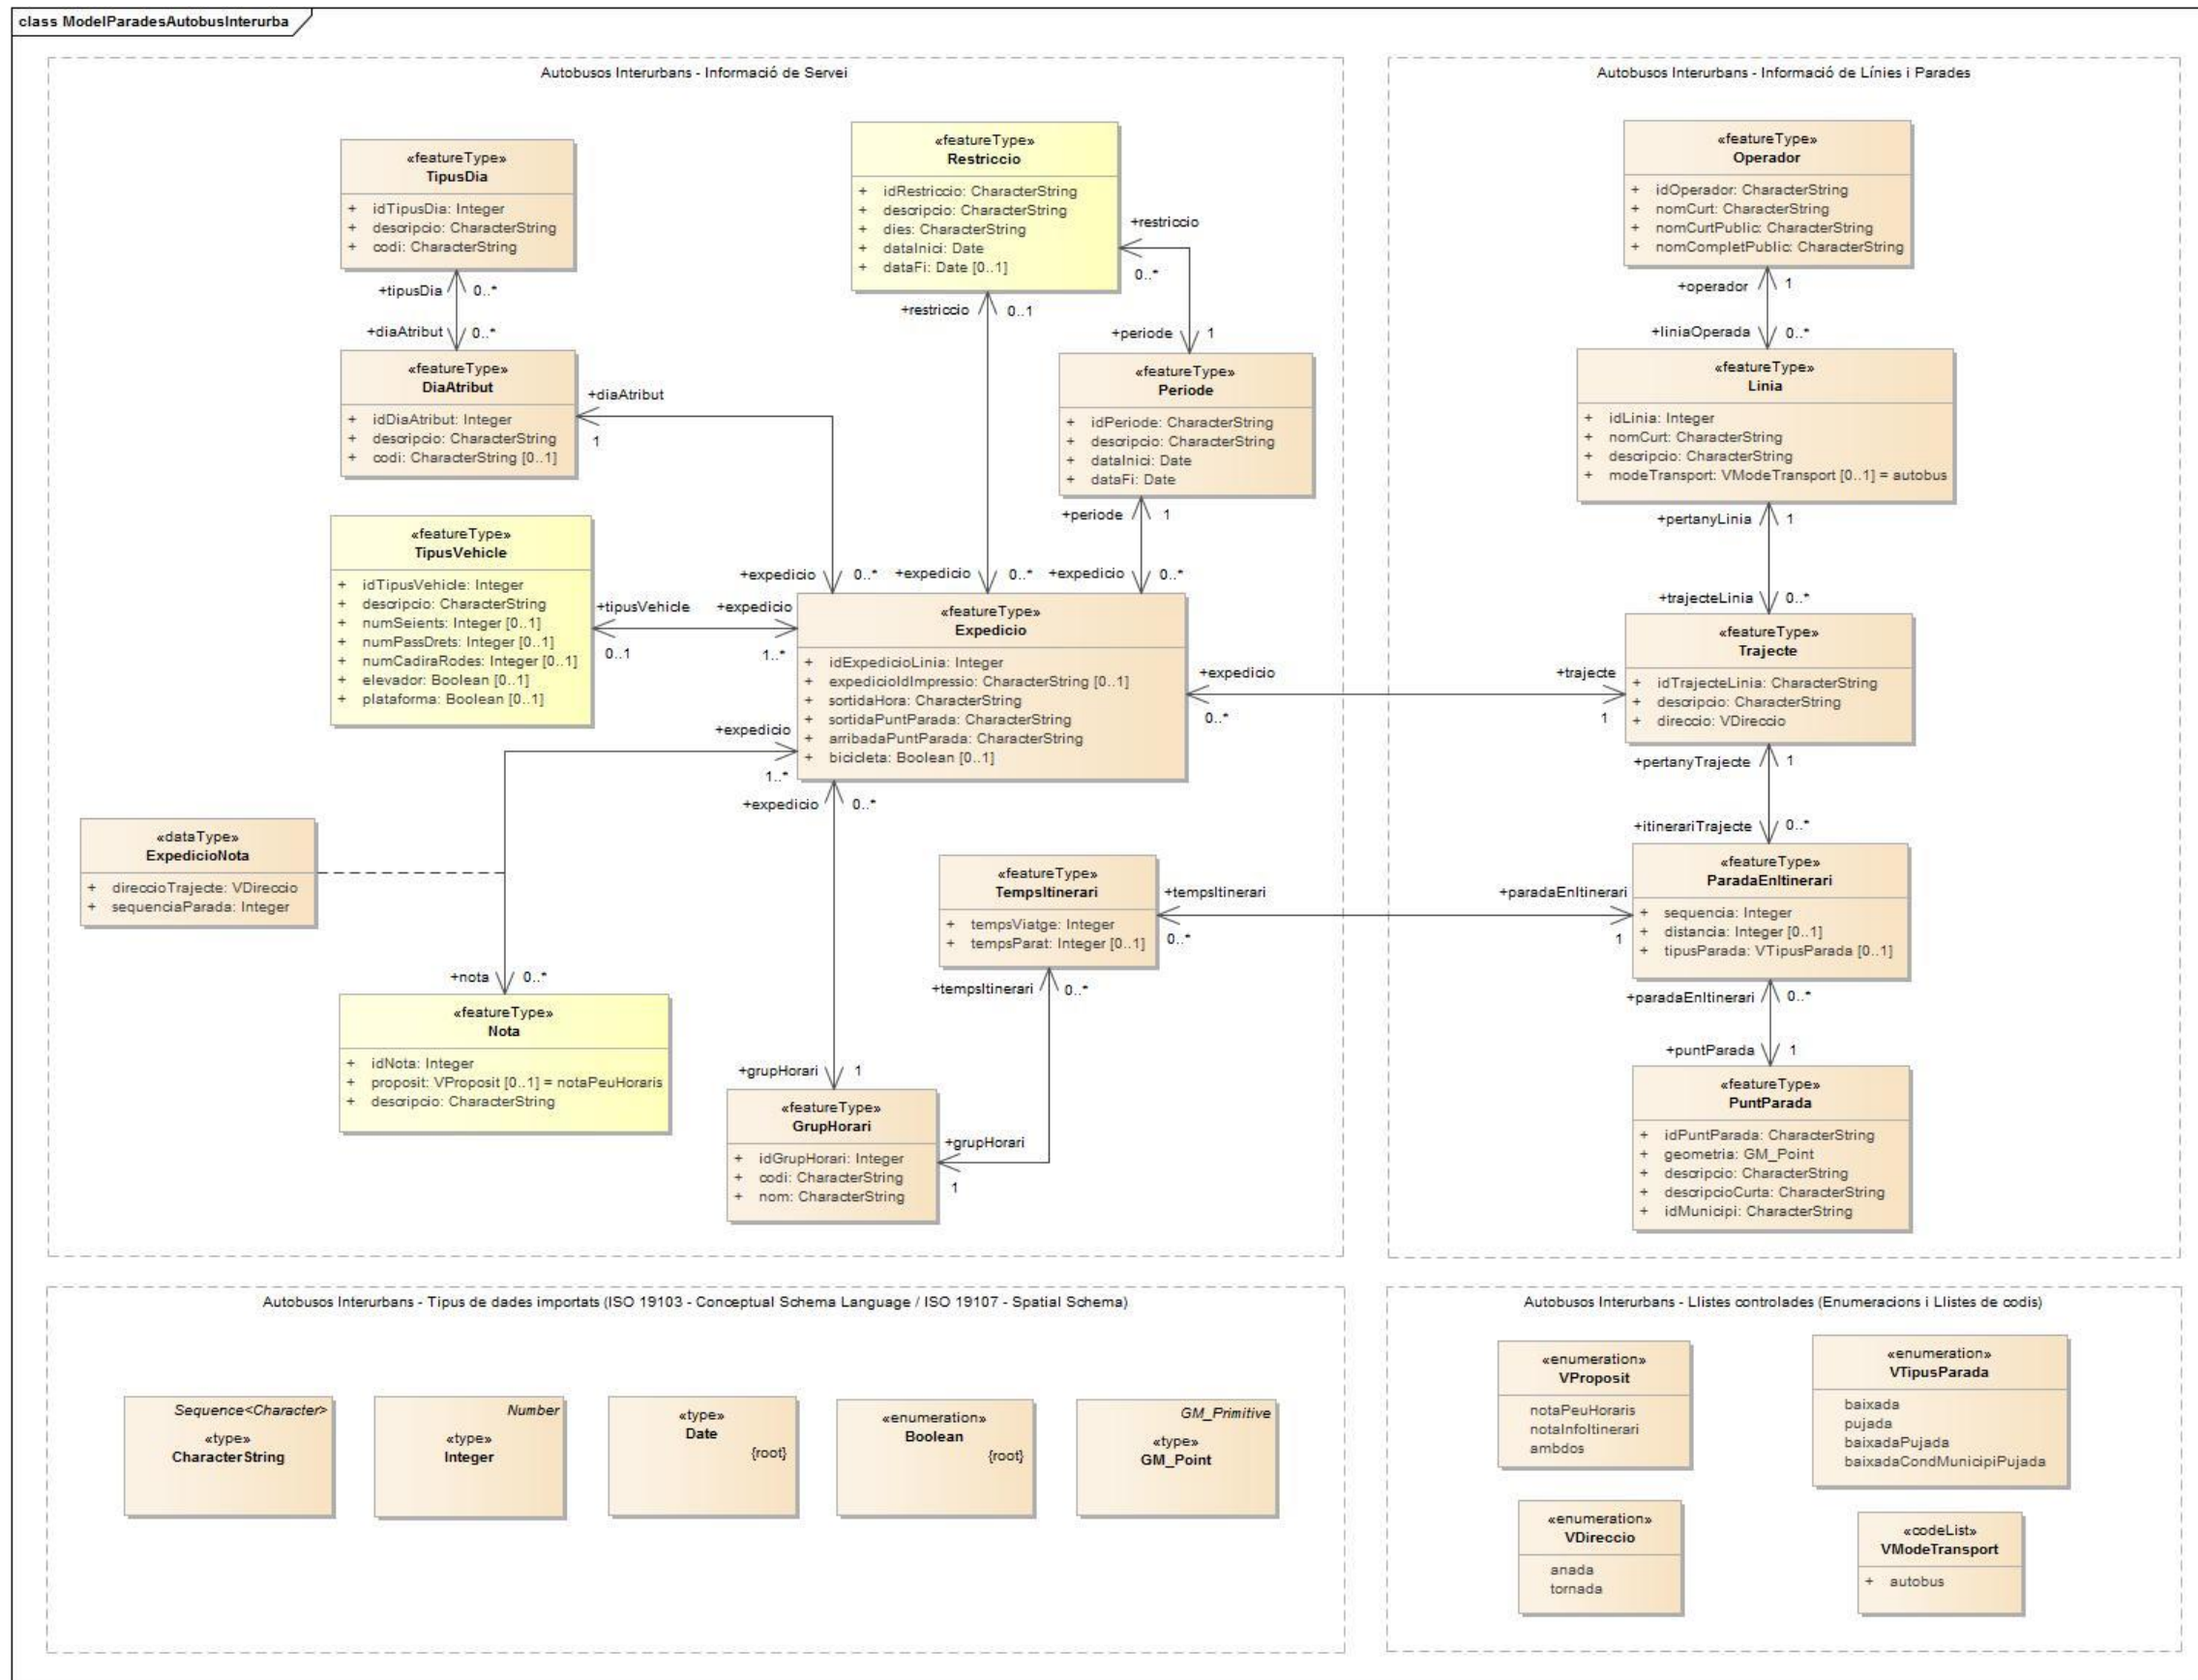 class ModelParadesAutobusInterurba
Autobusos Interurbans - Informació de Servei
«featureType»
TipusDia
+ idTipusDia: Integer
+ descripcio: CharacterString
+ codi: CharacterString
+tipusDia 0..*
+diaAtribut 0..*
«featureType»
DiaAtribut
+ idDiaAtribut: Integer
+ descripcio: CharacterString
+ codi: CharacterString [0..1]
+diaAtribut
1
«featureType»
Restriccio
+ idRestriccio: CharacterString
+ descripcio: CharacterString
+ dies: CharacterString
+ dataInici: Date
+ dataFi: Date [0..1]
+restriccio
0..*
+restriccio 0..1
+periode 1
«featureType»
Periode
+ idPeriode: CharacterString
+ descripcio: CharacterString
+ dataInici: Date
+ dataFi: Date
+periode 1
«featureType»
TipusVehicle
+ idTipusVehicle: Integer
+ descripcio: CharacterString
+ numSeients: Integer [0..1]
+ numPassDrets: Integer [0..1]
+ numCadiraRodes: Integer [0..1]
+ elevador: Boolean [0..1]
+ plataforma: Boolean [0..1]
+expedicio 0..* +expedicio 0..* +expedicio 0..*
+tipusVehicle +expedicio
0..1 1..*
«featureType»
Expedicio
+ idExpedicioLinia: Integer
+ expedicioIdImpressio: CharacterString [0..1]
+ sortidaHora: CharacterString
+ sortidaPuntParada: CharacterString
+ arribadaPuntParada: CharacterString
+ bicicleta: Boolean [0..1]
+expedicio
0..*
+trajecte
1
+expedicio
1..*
+expedicio 0..*
«dataType»
ExpedicioNota
+ direccioTrajecte: VDireccio
+ sequenciaParada: Integer
+nota 0..*
«featureType»
Nota
+ idNota: Integer
+ proposit: VProposit [0..1] = notaPeuHoraris
+ descripcio: CharacterString
«featureType»
TempsItinerari
+ tempsViatge: Integer
+ tempsParat: Integer [0..1]
+tempsItinerari
0..*
+paradaEnItinerari
1
+tempsItinerari 0..*
+grupHorari 1
«featureType»
GrupHorari
+ idGrupHorari: Integer
+ codi: CharacterString
+ nom: CharacterString
+grupHorari
1
Autobusos Interurbans - Informació de Línies i Parades
«featureType»
Operador
+ idOperador: CharacterString
+ nomCurt: CharacterString
+ nomCurtPublic: CharacterString
+ nomCompletPublic: CharacterString
+operador 1
+liniaOperada 0..*
«featureType»
Linia
+ idLinia: Integer
+ nomCurt: CharacterString
+ descripcio: CharacterString
+ modeTransport: VModeTransport [0..1] = autobus
+pertanyLinia 1
+trajecteLinia 0..*
«featureType»
Trajecte
+ idTrajecteLinia: CharacterString
+ descripcio: CharacterString
+ direccio: VDireccio
+pertanyTrajecte 1
+itinerariTrajecte 0..*
«featureType»
ParadaEnItinerari
+ sequencia: Integer
+ distancia: Integer [0..1]
+ tipusParada: VTipusParada [0..1]
+paradaEnItinerari 0..*
+puntParada 1
«featureType»
PuntParada
+ idPuntParada: CharacterString
+ geometria: GM_Point
+ descripcio: CharacterString
+ descripcioCurta: CharacterString
+ idMunicipi: CharacterString
Autobusos Interurbans - Tipus de dades importats (ISO 19103 - Conceptual Schema Language / ISO 19107 - Spatial Schema)
Sequence<Character>
«type»
CharacterString
Number
«type»
Integer
«type»
Date
{root}
«enumeration»
Boolean
{root}
GM_Primitive
«type»
GM_Point
Autobusos Interurbans - Llistes controlades (Enumeracions i Llistes de codis)
«enumeration»
VProposit
notaPeuHoraris
notaInfoItinerari
ambdos
«enumeration»
VTipusParada
baixada
pujada
baixadaPujada
baixadaCondMunicipiPujada
«enumeration»
VDireccio
anada
tornada
«codeList»
VModeTransport
+ autobus